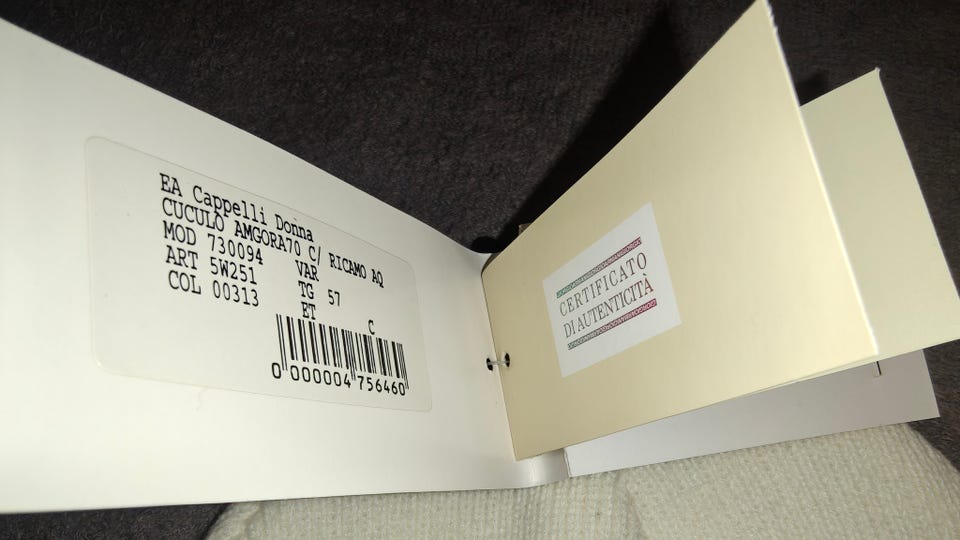 EA Cappelli Donna
CUCULO AMGORA70 C/ RICAMO AQ
MOD 730094 VAR
ART 5W251 TG 57
COL 00313 ET
C
0 000004 756460
CERTIFICATO
DI AUTENTICITÀ